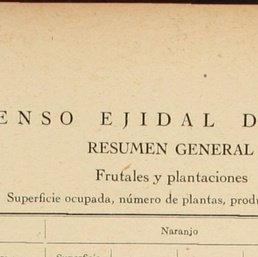 ENSO EJIDAL D
RESUMEN GENERAL
Frutales y plantaciones
Superficie ocupada, número de plantas, produ
Naranjo